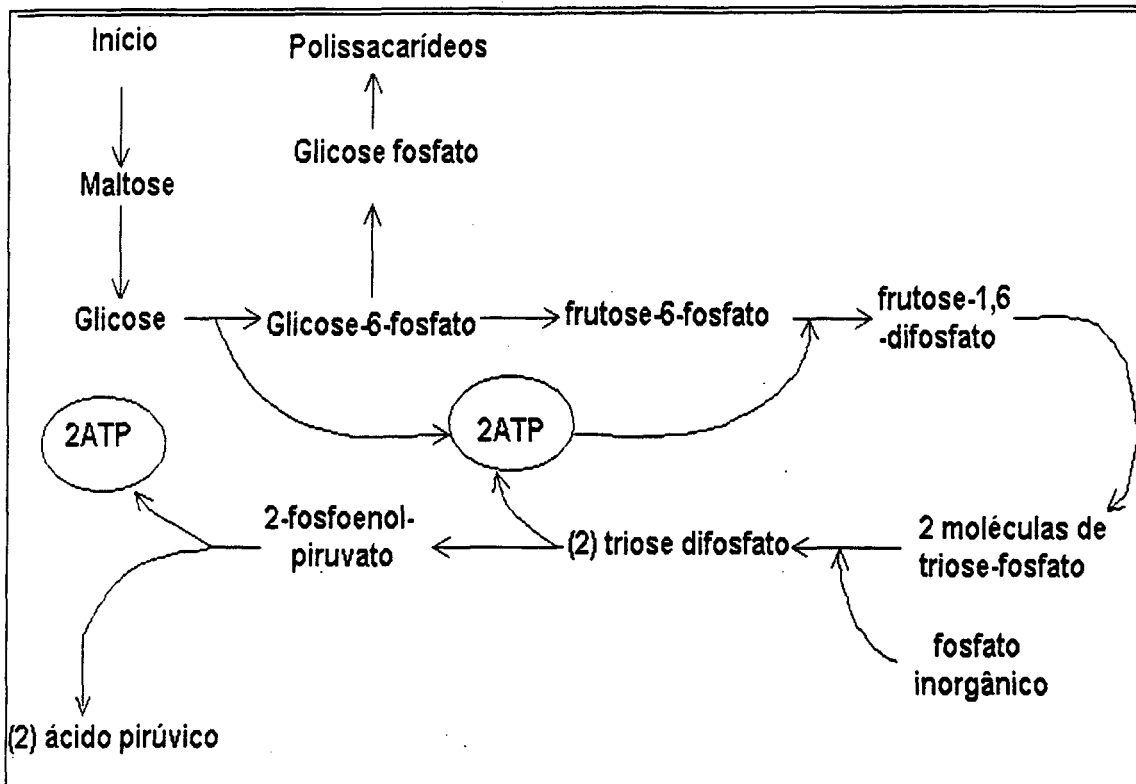 Início
Polissacarídeos
Glicose fosfato
Maltose
Glicose
Glicose-6-fosfato
frutose-6-fosfato
frutose-1,6
-difosfato
2ATP
2ATP
2-fosfoenol-
piruvato
(2) triose difosfato
2 moléculas de
triose-fosfato
fosfato
inorgânico
(2) ácido pirúvico